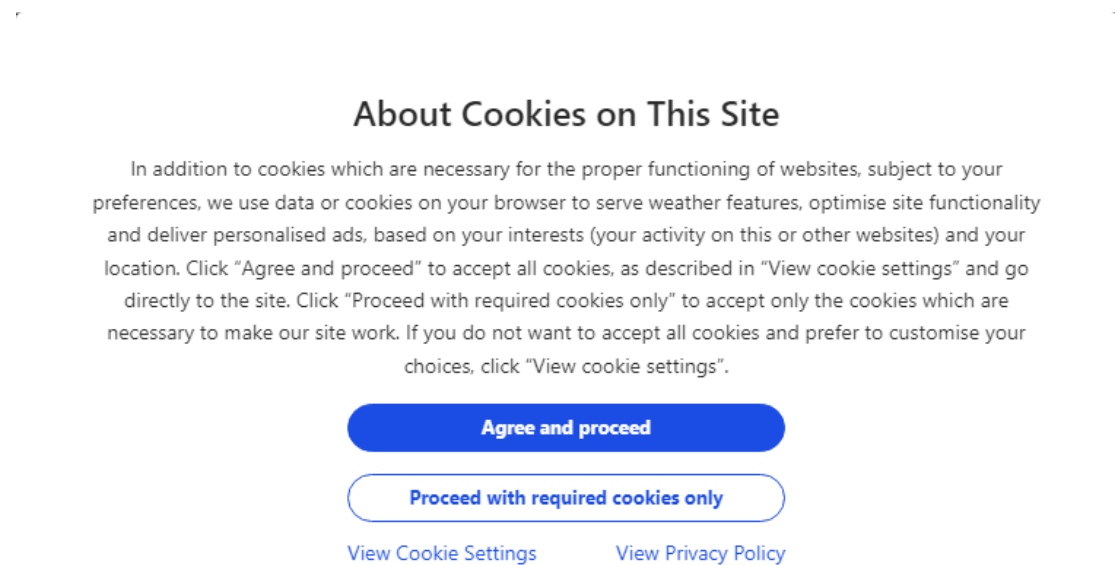 About Cookies on This Site
In addition to cookies which are necessary for the proper functioning of websites, subject to your
preferences, we use data or cookies on your browser to serve weather features, optimise site functionality
and deliver personalised ads, based on your interests (your activity on this or other websites) and your
location. Click “Agree and proceed” to accept all cookies, as described in “View cookie settings” and go
directly to the site. Click “Proceed with required cookies only” to accept only the cookies which are
necessary to make our site work. If you do not want to accept all cookies and prefer to customise your
choices, click “View cookie settings”.
Agree and proceed
Proceed with required cookies only
View Cookie Settings View Privacy Policy